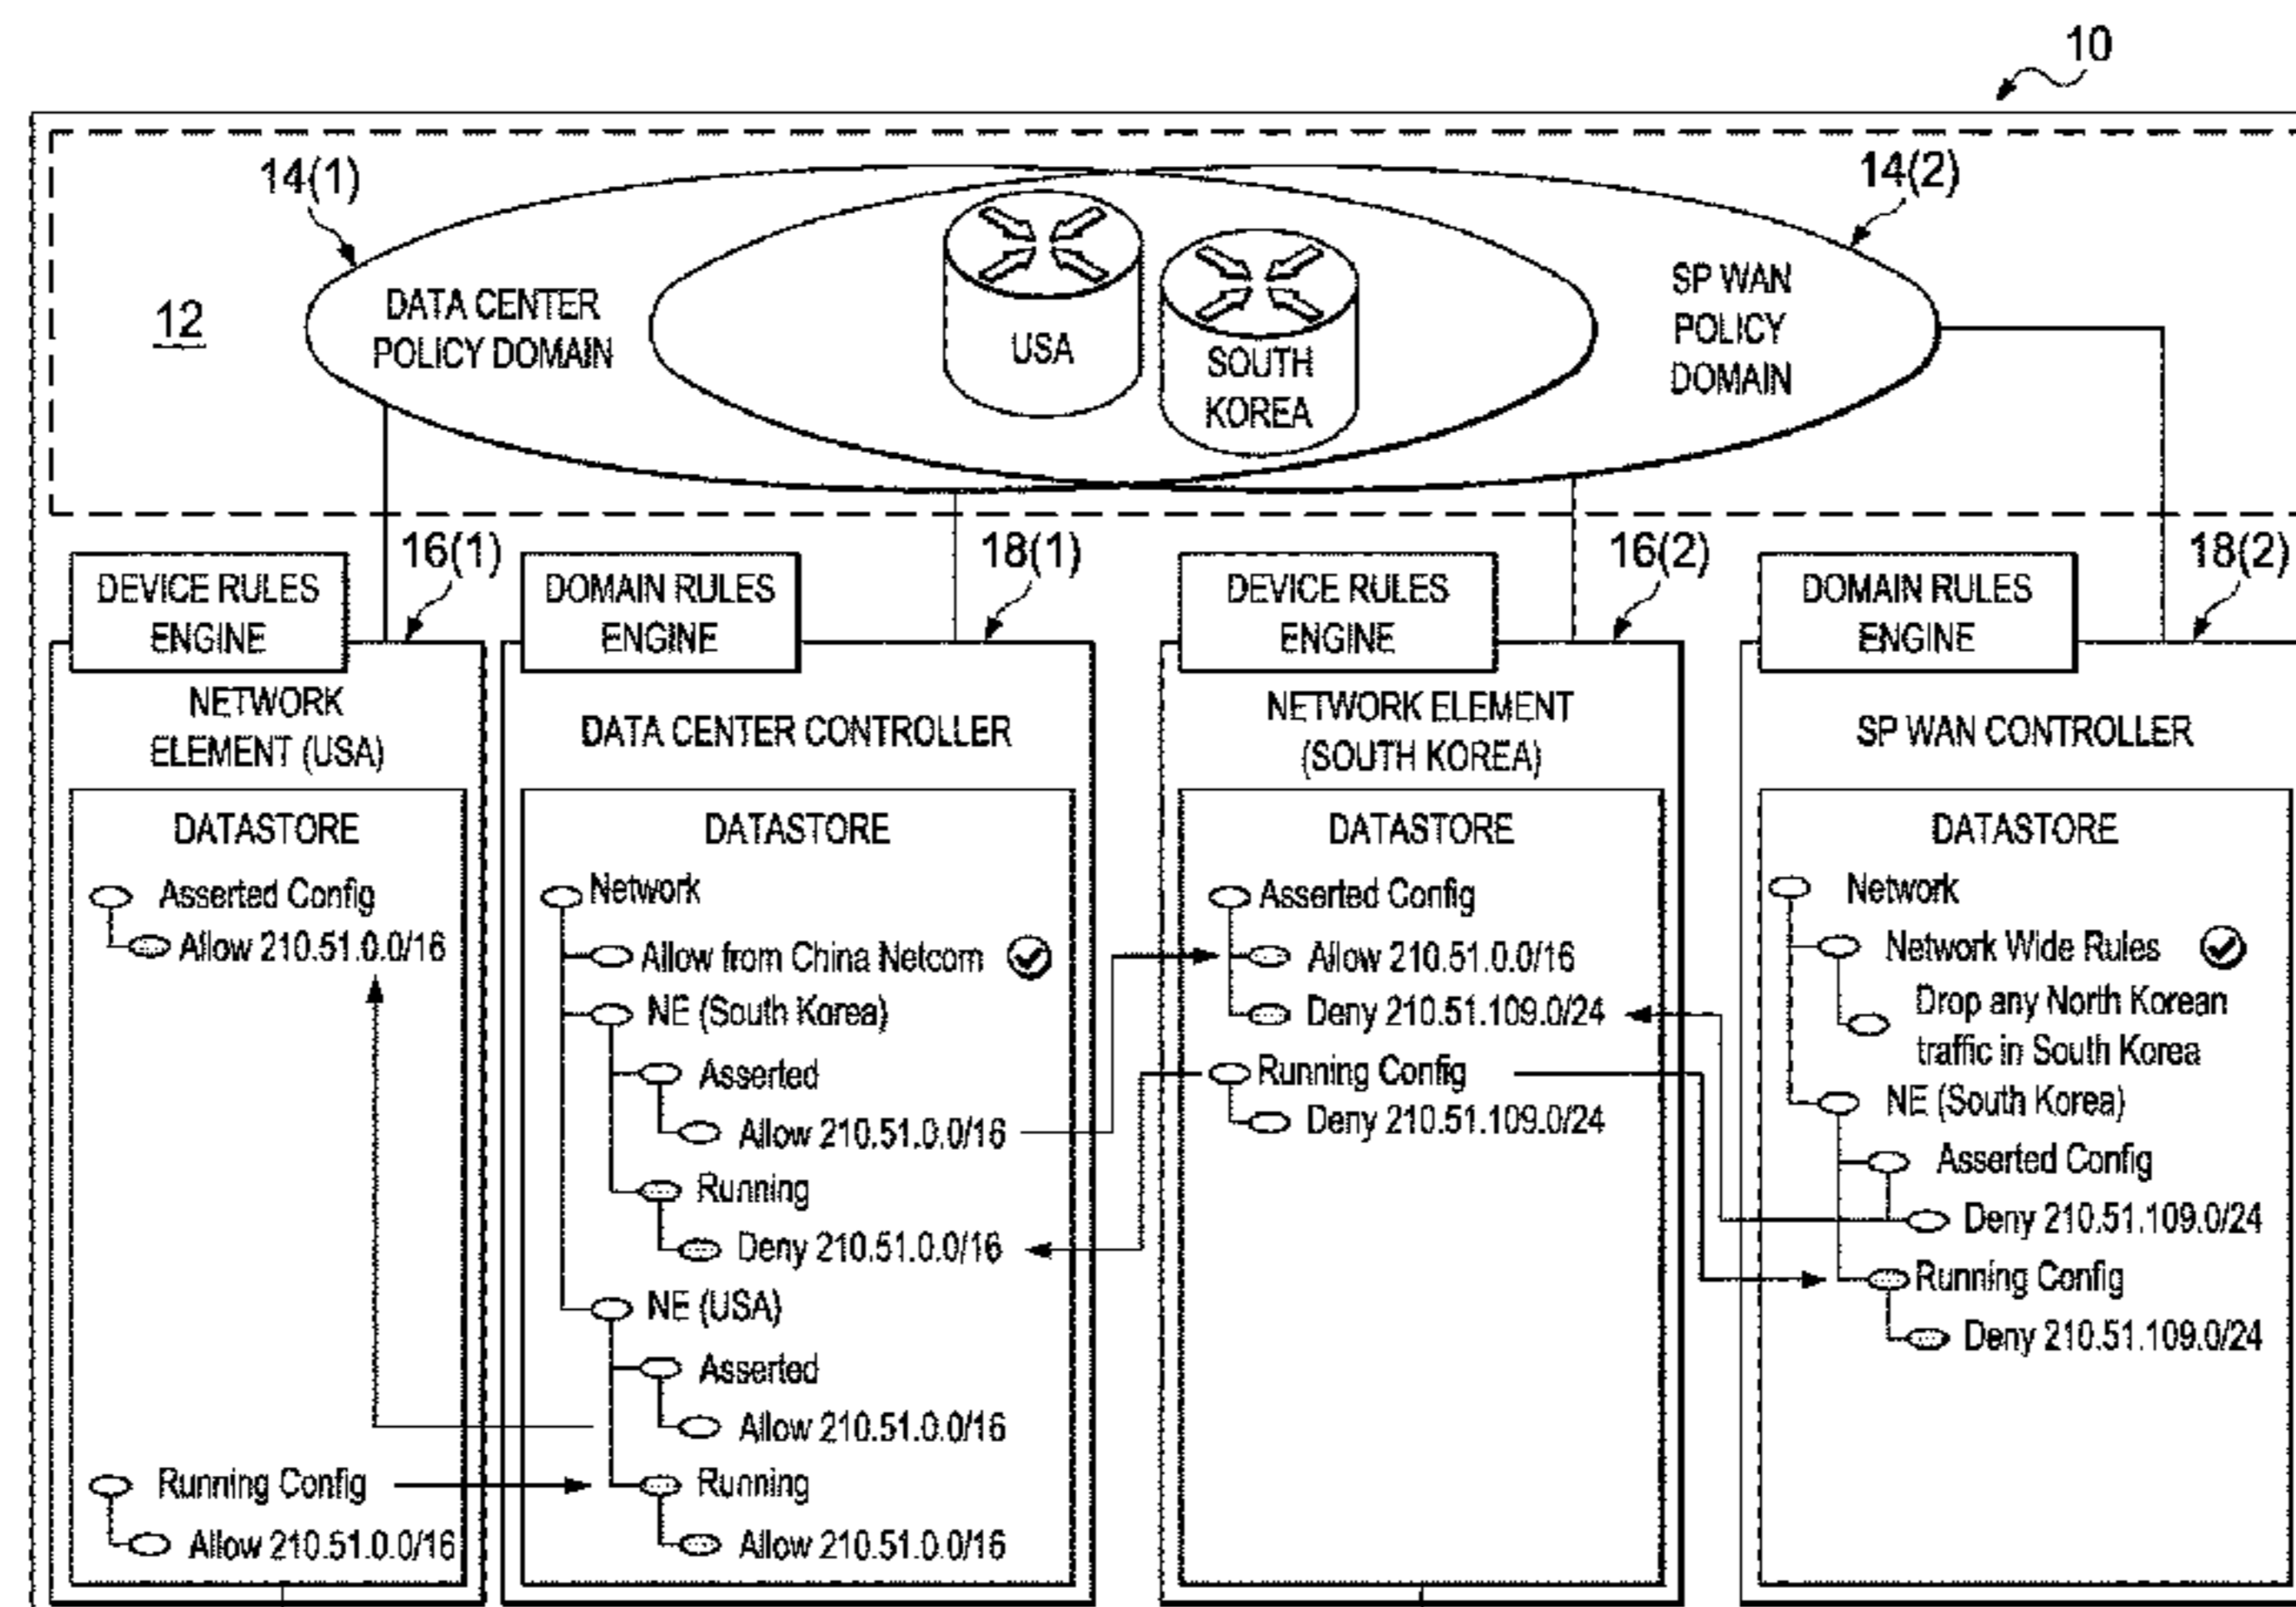 10
14(1)
14(2)
12
DATA CENTER
POLICY DOMAIN
USA
SOUTH
KOREA
SP WAN
POLICY
DOMAIN
16(1)
18(1)
16(2)
18(2)
DEVICE RULES
ENGINE
NETWORK
ELEMENT (USA)
DATASTORE
Asserted Config
Allow 210.51.0.0/16
Running Config
Allow 210.51.0.0/16
DOMAIN RULES
ENGINE
DATA CENTER CONTROLLER
DATASTORE
Network
Allow from China Netcom
NE (South Korea)
Asserted
Allow 210.51.0.0/16
Running
Deny 210.51.0.0/16
NE (USA)
Asserted
Allow 210.51.0.0/16
Running
Allow 210.51.0.0/16
DEVICE RULES
ENGINE
NETWORK ELEMENT
(SOUTH KOREA)
DATASTORE
Asserted Config
Allow 210.51.0.0/16
Deny 210.51.109.0/24
Running Config
Deny 210.51.109.0/24
DOMAIN RULES
ENGINE
SP WAN CONTROLLER
DATASTORE
Network
Network Wide Rules
Drop any North Korean
traffic in South Korea
NE (South Korea)
Asserted Config
Deny 210.51.109.0/24
Running Config
Deny 210.51.109.0/24